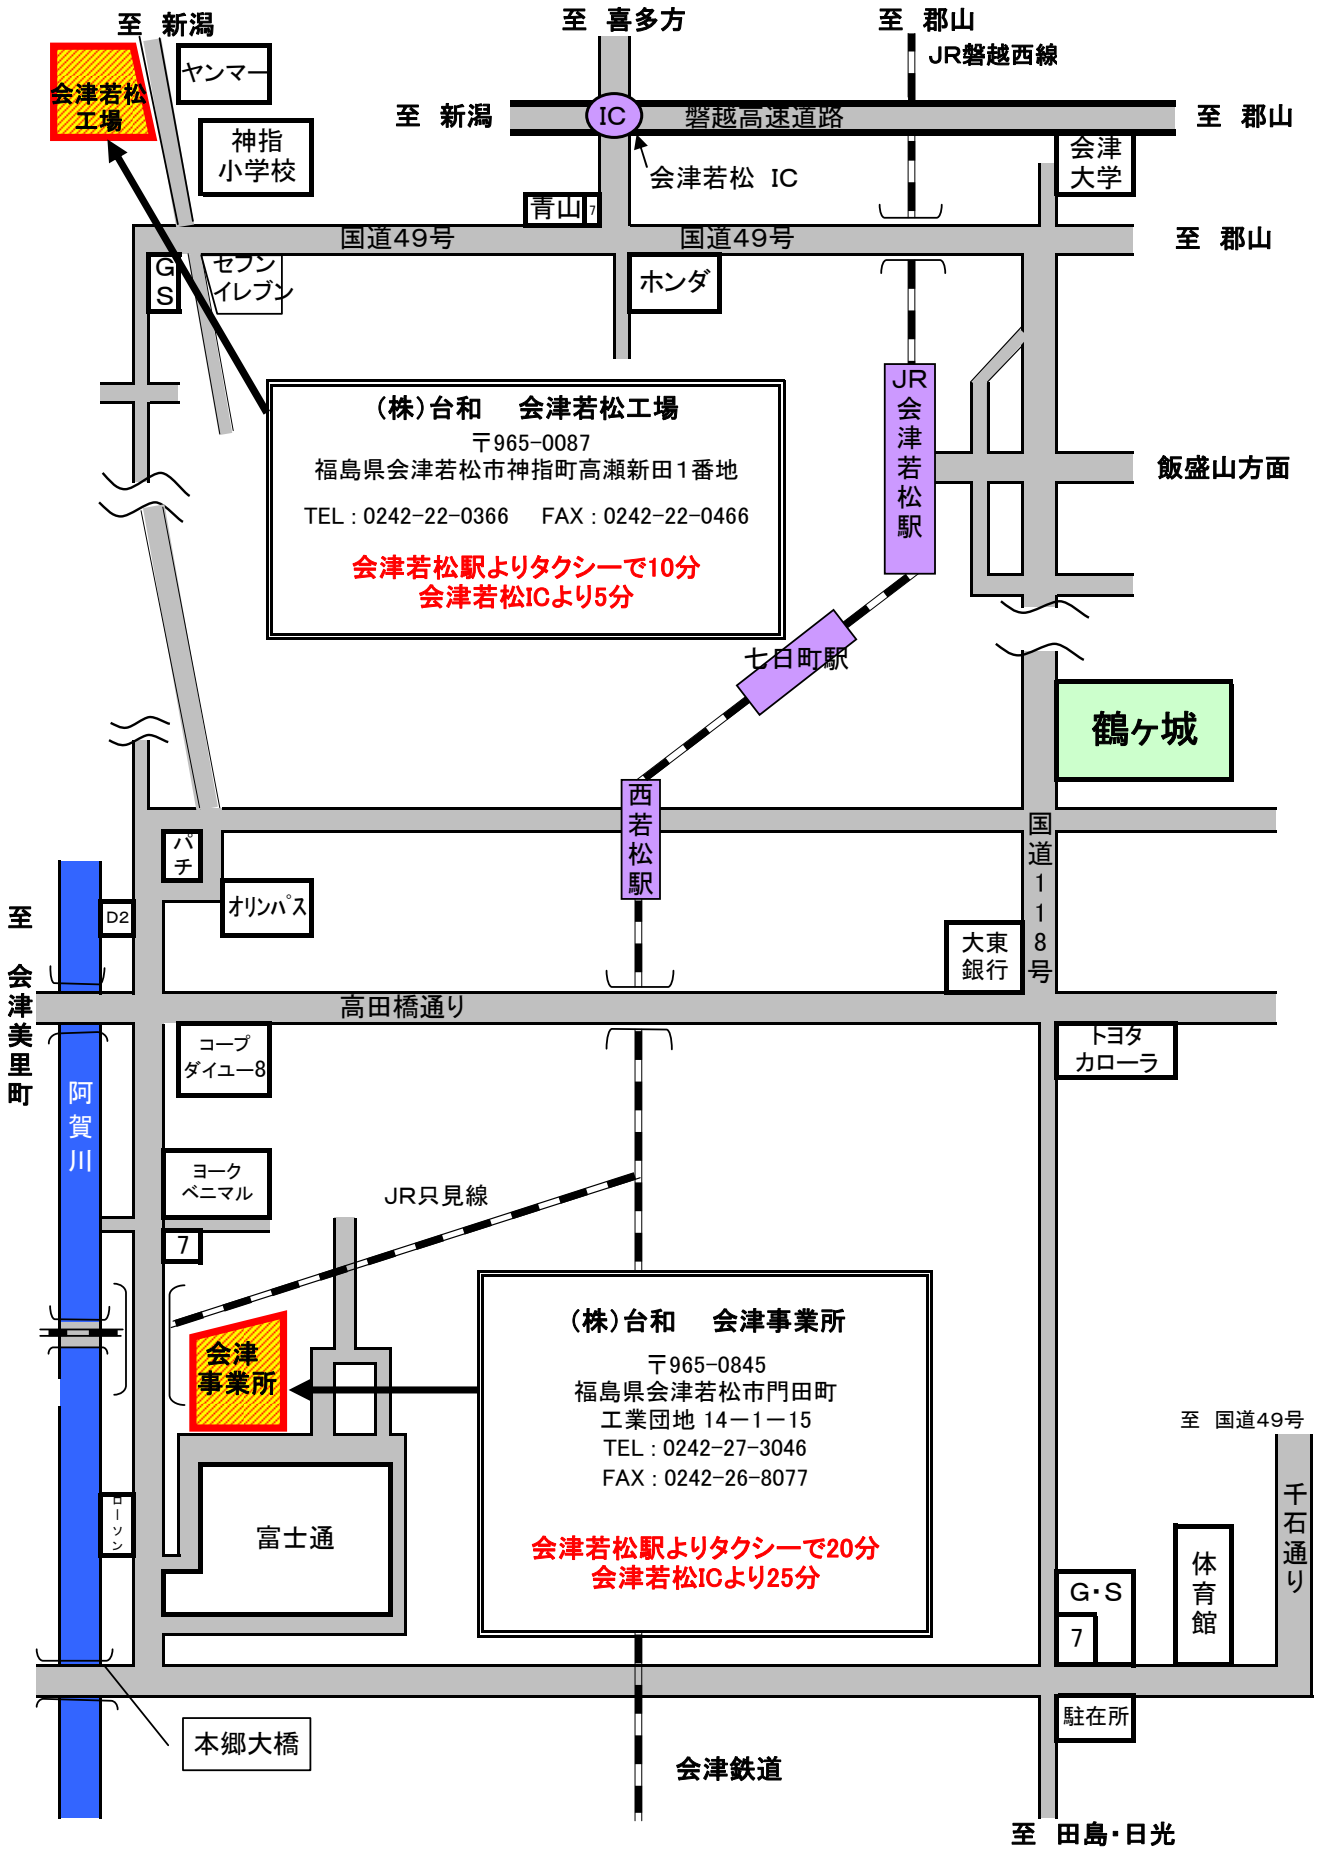 至　新潟
至　喜多方
至　郡山
JR磐越西線
ヤンマー
会津若松
工場
至　新潟
IC
磐越高速道路
至　郡山
神指
小学校
会津若松 IC
会津
大学
青山
7
国道49号
国道49号
至　郡山
G
S
セブン
イレブン
ホンダ
JR
会
津
若
松
駅
（株）台和　会津若松工場
〒965-0087
福島県会津若松市神指町高瀬新田１番地
TEL：0242-22-0366　FAX：0242-22-0466
会津若松駅よりタクシーで10分
会津若松ICより5分
飯盛山方面
七日町駅
鶴ヶ城
西
若
松
駅
国
道
1
1
8
号
パ
チ
オリンパス
D2
大東
銀行
至
会
津
美
里
町
高田橋通り
コープ
ダイユー8
トヨタ
カローラ
阿
賀
川
ヨーク
ベニマル
JR只見線
7
会津
事業所
（株）台和　会津事業所
〒965-0845
福島県会津若松市門田町
工業団地 14－1－15
TEL：0242-27-3046
FAX：0242-26-8077
会津若松駅よりタクシーで20分
会津若松ICより25分
至　国道49号
千
石
通
り
ロ
ー
ソ
ン
富士通
体
育
館
G・S
7
駐在所
本郷大橋
会津鉄道
至　田島・日光